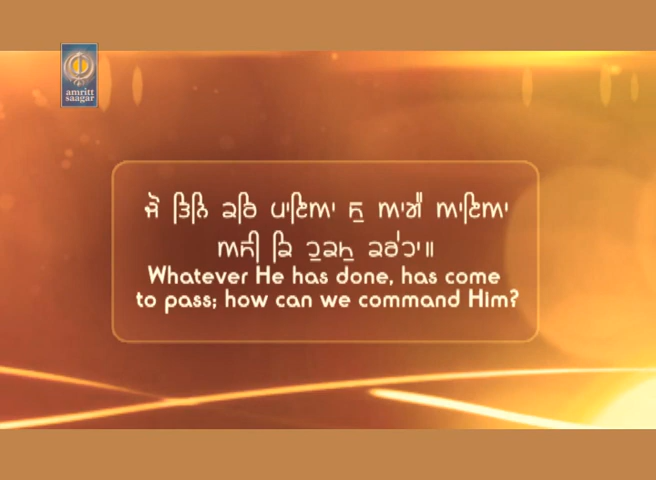 amritt
saagar
ਜੋ ਤਿਨਿ ਕਰਿ ਪਾਇਆ ਸੁ ਆਗੈ ਆਇਆ
ਅਸੀ ਕਿ ਹੁਕਮੁ ਕਰੇਹਾ॥
Whatever He has done, has come
to pass; how can we command Him?